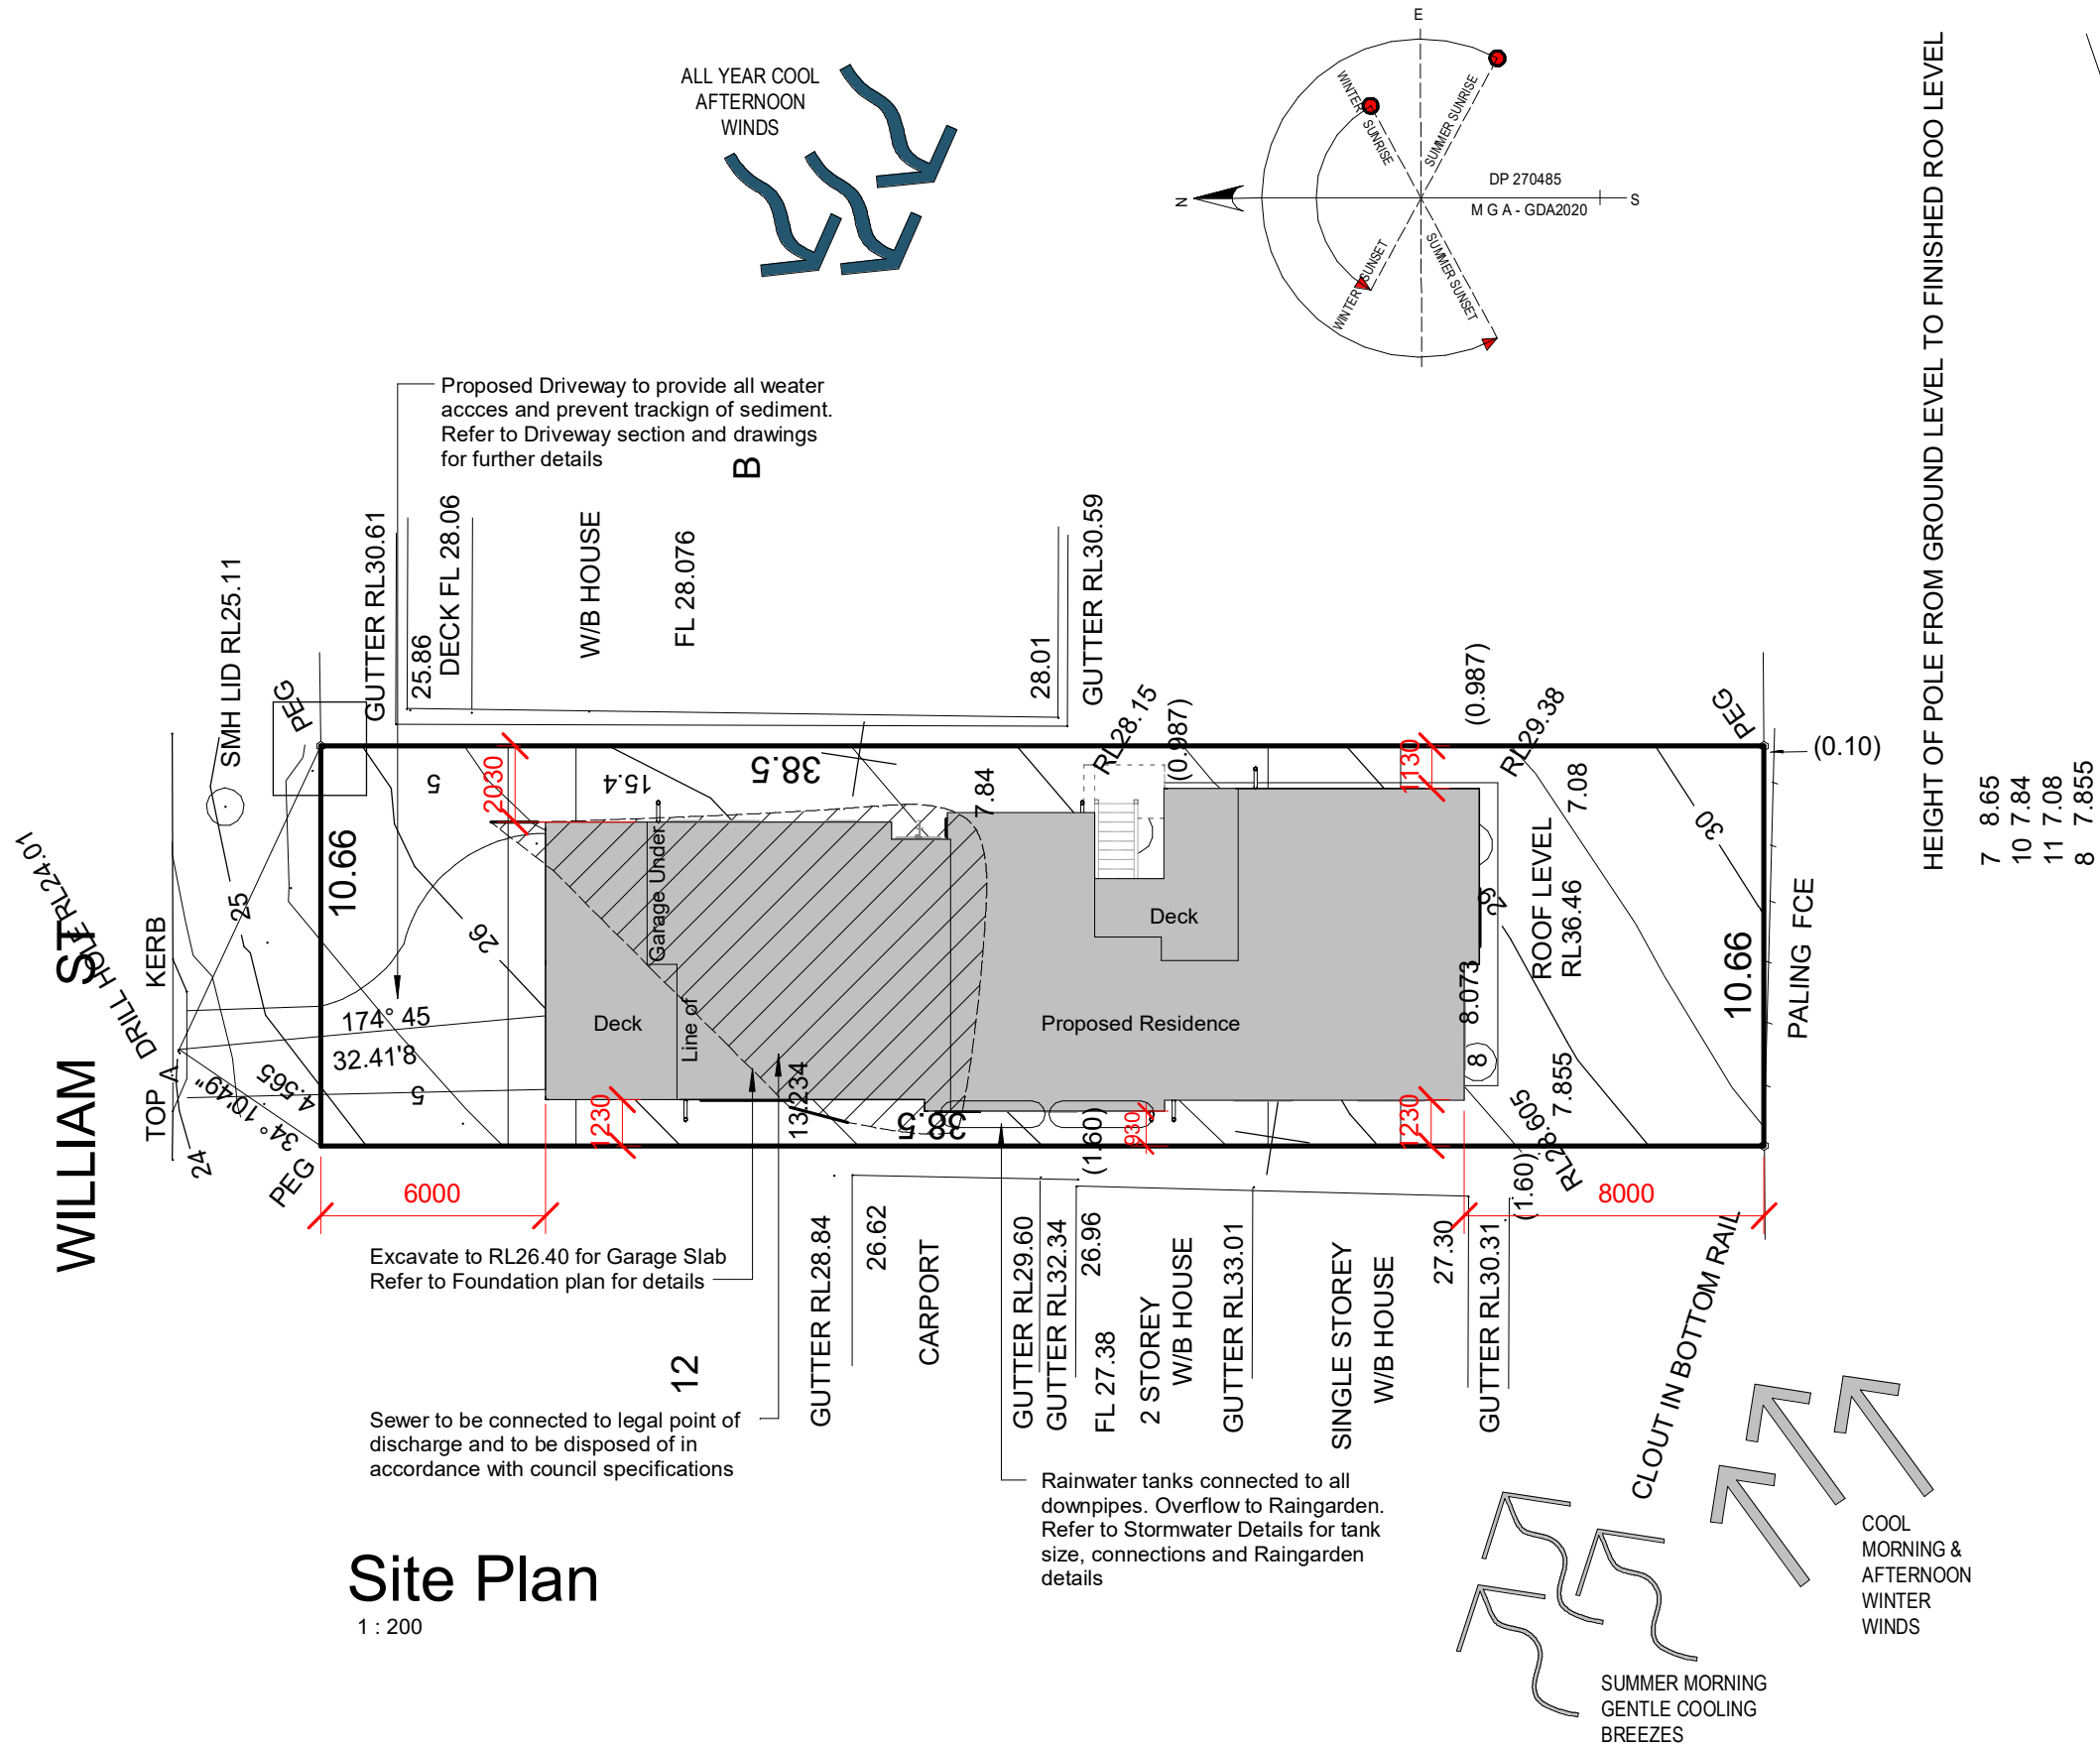 ALL YEAR COOL
AFTERNOON
WINDS
E
N
S
WINTER SUNRISE
SUMMER SUNRISE
DP 270485
M G A - GDA2020
WINTER SUNSET
SUMMER SUNSET
HEIGHT OF POLE FROM GROUND LEVEL TO FINISHED ROO LEVEL
7 8.65
10 7.84
11 7.08
8 7.855
Proposed Driveway to provide all weater
accces and prevent trackign of sediment.
Refer to Driveway section and drawings
for further details
B
SMH LID RL25.11
PEG
GUTTER RL30.61
25.86
DECK FL 28.06
W/B HOUSE
FL 28.076
28.01
GUTTER RL30.59
RL28.15
(0.987)
(0.987)
RL29.38
PEG
(0.10)
5
2030
15.4
38.5
7.84
1130
7.08
30
10.66
DRILL HOLE RL24.01
WILLIAM ST
TOP KERB
A
24
25
26
Garage Under
Line of
Deck
Deck
Proposed Residence
29
ROOF LEVEL
RL36.46
8.073
8
10.66
PALING FCE
174° 45
32.41'8
5
4.565
34° 10'49"
PEG
1230
13.234
38.5
(1.60)
930
1230
7.855
RL28.605
(1.60)
6000
8000
Excavate to RL26.40 for Garage Slab
Refer to Foundation plan for details
12
GUTTER RL28.84
26.62
CARPORT
GUTTER RL29.60
GUTTER RL32.34
26.96
FL 27.38
2 STOREY
W/B HOUSE
GUTTER RL33.01
SINGLE STOREY
W/B HOUSE
27.30
GUTTER RL30.31
CLOUT IN BOTTOM RAIL
Sewer to be connected to legal point of
discharge and to be disposed of in
accordance with council specifications
Rainwater tanks connected to all
downpipes. Overflow to Raingarden.
Refer to Stormwater Details for tank
size, connections and Raingarden
details
COOL
MORNING &
AFTERNOON
WINTER
WINDS
SUMMER MORNING
GENTLE COOLING
BREEZES
Site Plan
1 : 200